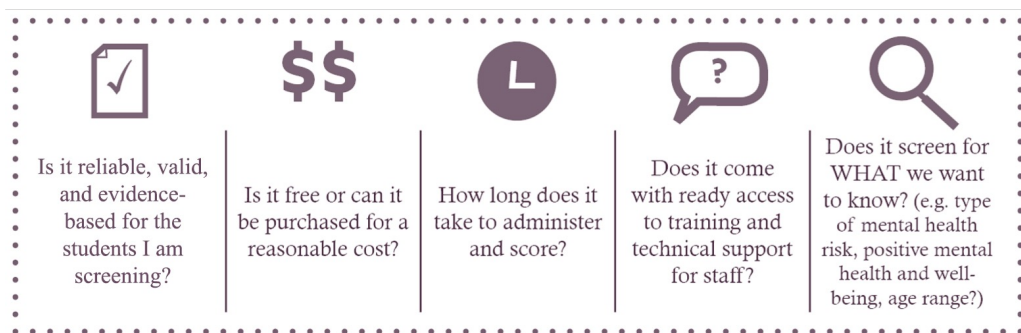 $$
?
Is it reliable, valid,
and evidence-
based for the
students I am
screening?
Is it free or can it
be purchased for a
reasonable cost?
How long does it
take to administer
and score?
Does it come
with ready access
to training and
technical support
for staff?
Does it screen for
WHAT we want
to know? (e.g. type
of mental health
risk, positive mental
health and well-
being, age range?)